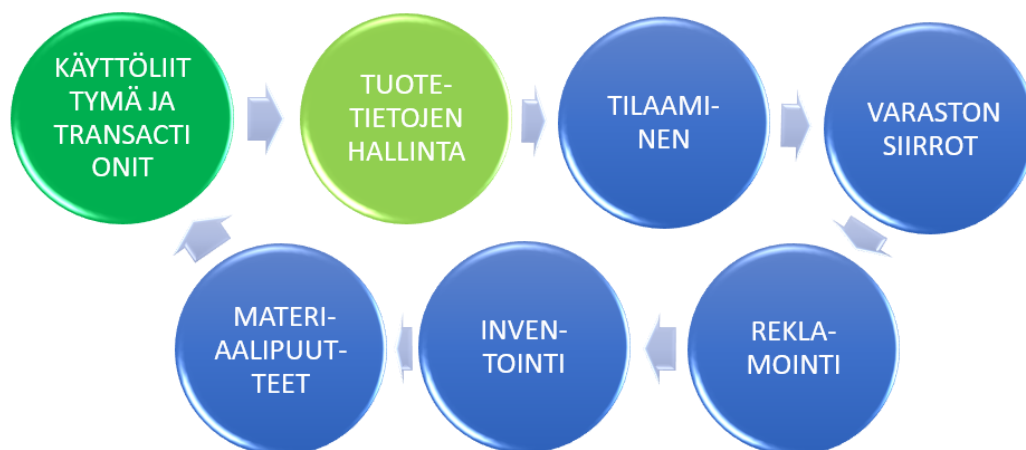 KÄYTTÖLIIT
TYMÄ JA
TRANSACTI
ONIT
TUOTE-
TIETOJEN
HALLINTA
TILAAMI-
NEN
VARASTON
SIIRROT
REKLA-
MOINTI
INVEN-
TOINTI
MATERI-
AALIPUUT-
TEET